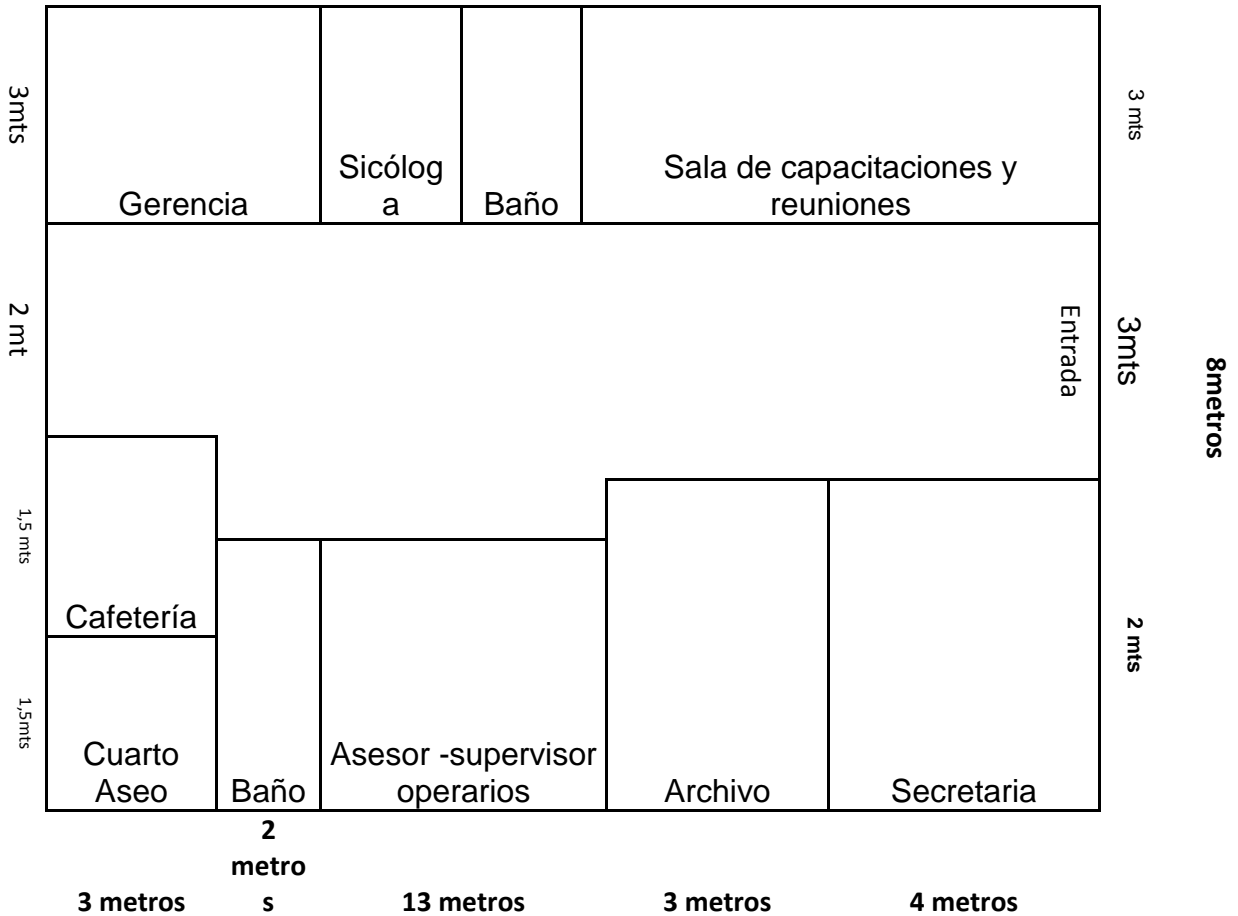 3mts
Gerencia
Sicólog
a
Baño
Sala de capacitaciones y
reuniones
3 mts
2 mt
Entrada
3mts
8metros
1,5 mts
Cafetería
2 mts
1,5mts
Cuarto
Aseo
Baño
Asesor -supervisor
operarios
Archivo
Secretaria
3 metros
2
metro
s
13 metros
3 metros
4 metros